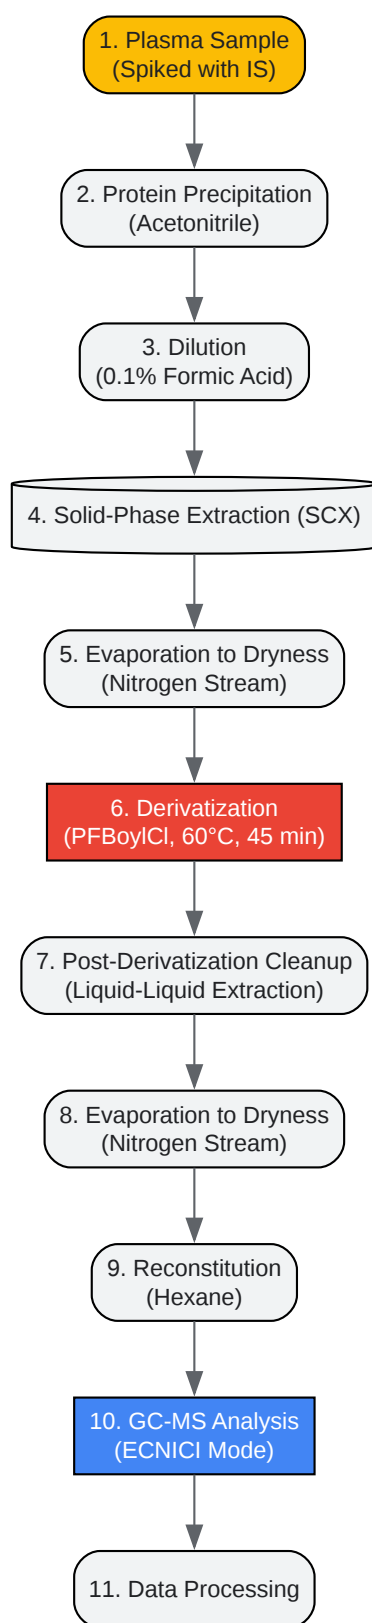 1. Plasma Sample
(Spiked with IS)
2. Protein Precipitation
(Acetonitrile)
3. Dilution
(0.1% Formic Acid)
4. Solid-Phase Extraction (SCX)
5. Evaporation to Dryness
(Nitrogen Stream)
6. Derivatization
(PFBoylCl, 60°C, 45 min)
7. Post-Derivatization Cleanup
(Liquid-Liquid Extraction)
8. Evaporation to Dryness
(Nitrogen Stream)
9. Reconstitution
(Hexane)
10. GC-MS Analysis
(ECNICI Mode)
11. Data Processing